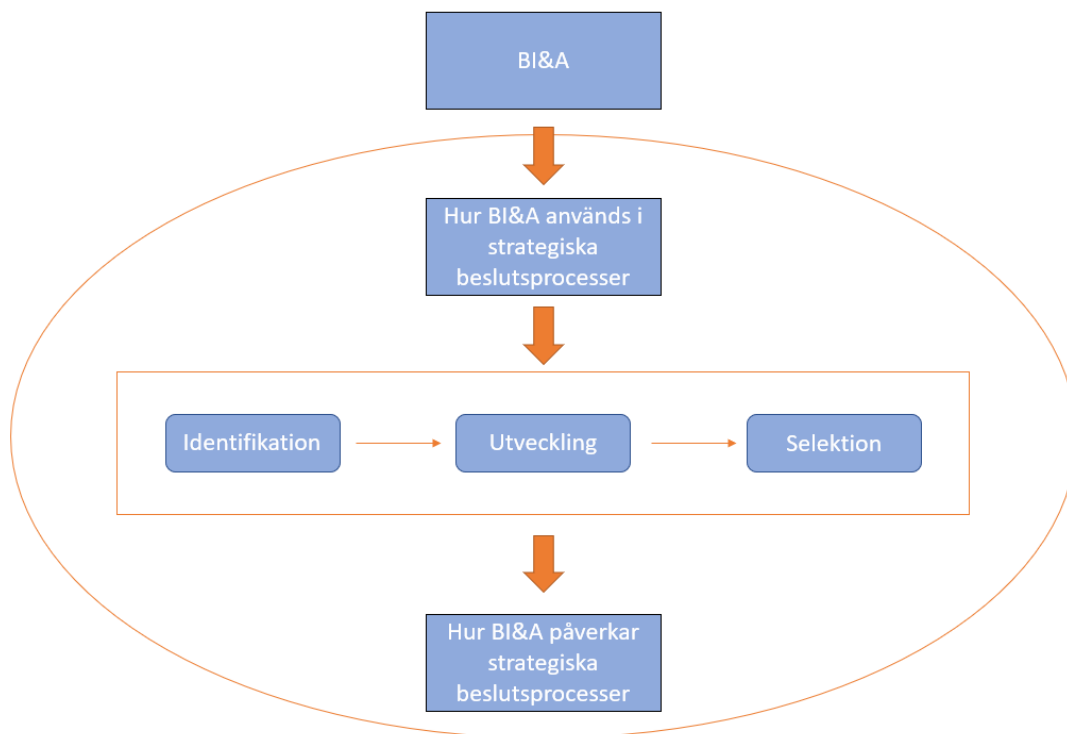 BI&A
Hur BI&A används i
strategiska
beslutsprocesser
Identifikation
Utveckling
Selektion
Hur BI&A påverkar
strategiska
beslutsprocesser